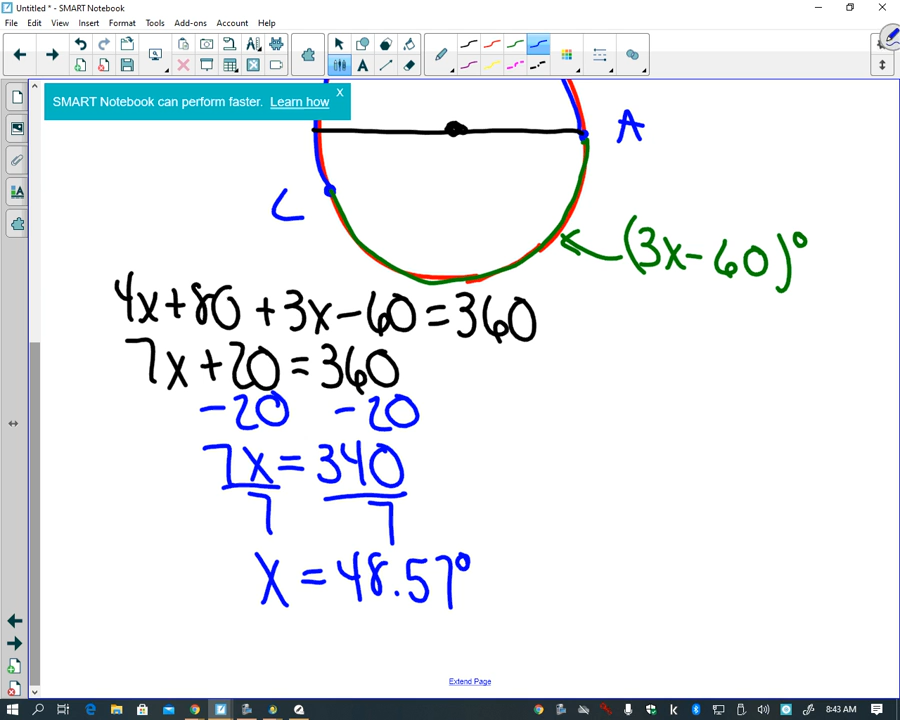 Untitled * - SMART Notebook
File Edit View Insert Format Tools Add-ons Account Help
SMART Notebook can perform faster. Learn how X
A
C
(3x-60)°
4x+80+3x-60=360
7x+20=360
-20 -20
7x=340
7 7
x=48.57°
Extend Page
8:43 AM